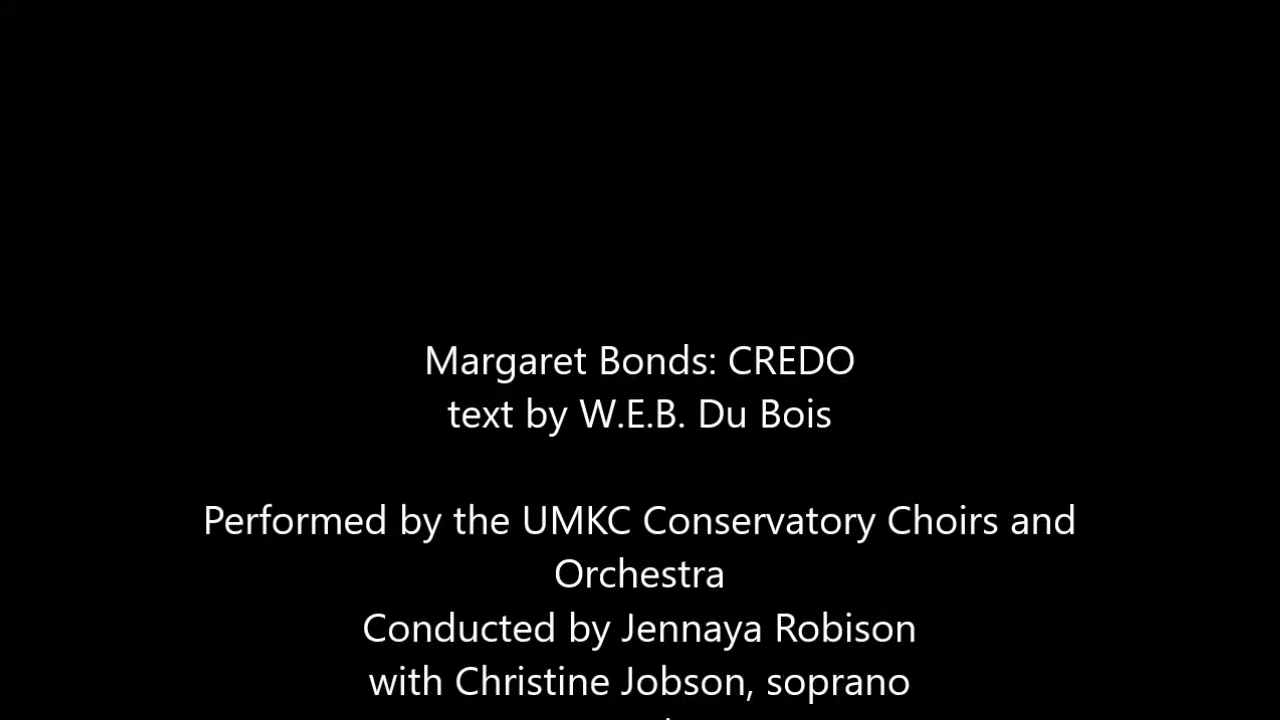 Margaret Bonds: CREDO
text by W.E.B. Du Bois
Performed by the UMKC Conservatory Choirs and
Orchestra
Conducted by Jennaya Robison
with Christine Jobson, soprano